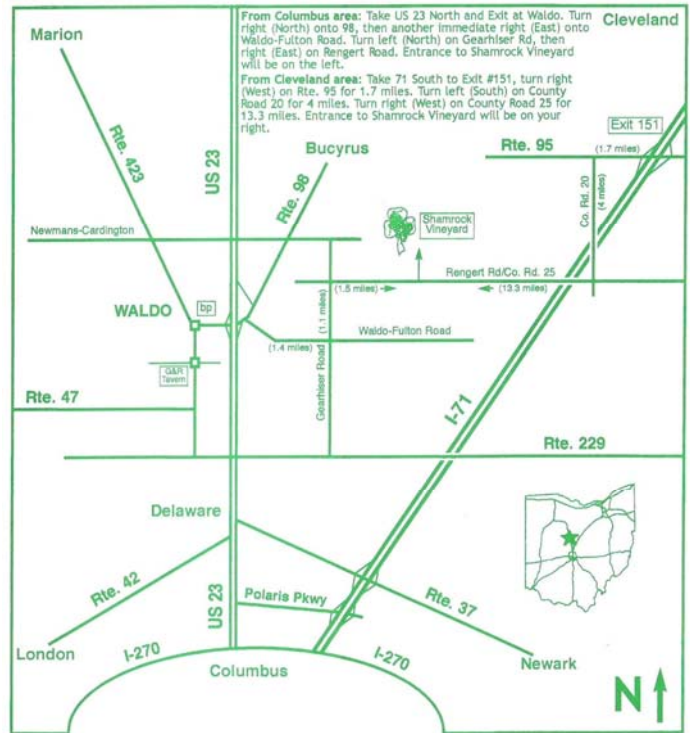 From Columbus area: Take US 23 North and Exit at Waldo. Turn
right (North) onto 98, then another immediate right (East) onto
Waldo-Fulton Road. Turn left (North) on Gearhiser Rd, then
right (East) on Rengert Road. Entrance to Shamrock Vineyard
will be on the left.
From Cleveland area: Take 71 South to Exit #151, turn right
(West) on Rte. 95 for 1.7 miles. Turn left (South) on County
Road 20 for 4 miles. Turn right (West) on County Road 25 for
13.3 miles. Entrance to Shamrock Vineyard will be on your
right.
Cleveland
Marion
Exit 151
Rte. 423
US 23
Bucyrus
Rte. 98
Rte. 95
(1.7 miles)
Co. Rd. 20
(4 miles)
Newmans-Cardington
Shamrock
Vineyard
Rengert Rd/Co. Rd. 25
(1.5 miles)
(13.3 miles)
WALDO
bp
(1.1 miles)
Waldo-Fulton Road
(1.4 miles)
Gearhiser Road
G&R
Tavern
Rte. 47
I-71
Rte. 229
Delaware
Rte. 42
US 23
Polaris Pkwy
Rte. 37
London
I-270
Columbus
I-270
Newark
N